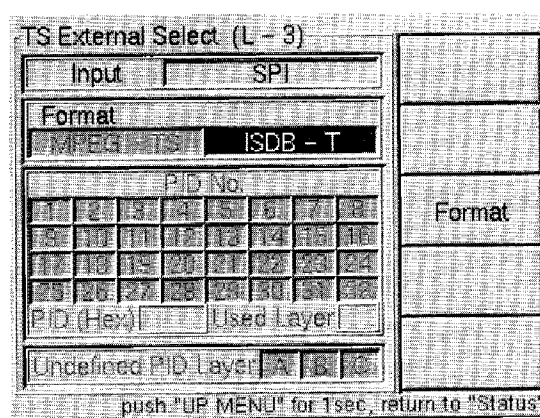 TS External Select (L - 3)
Input SPI
Format
MPEG - TS ISDB - T
PID No.
1 2 3 4 5 6 7 8
9 10 11 12 13 14 15 16
17 18 19 20 21 22 23 24
25 26 27 28 29 30 31 32
PID (Hex) Used Layer
Undefined PID Layer A B C
Format
push "UP MENU" for 1sec, return to "Status"